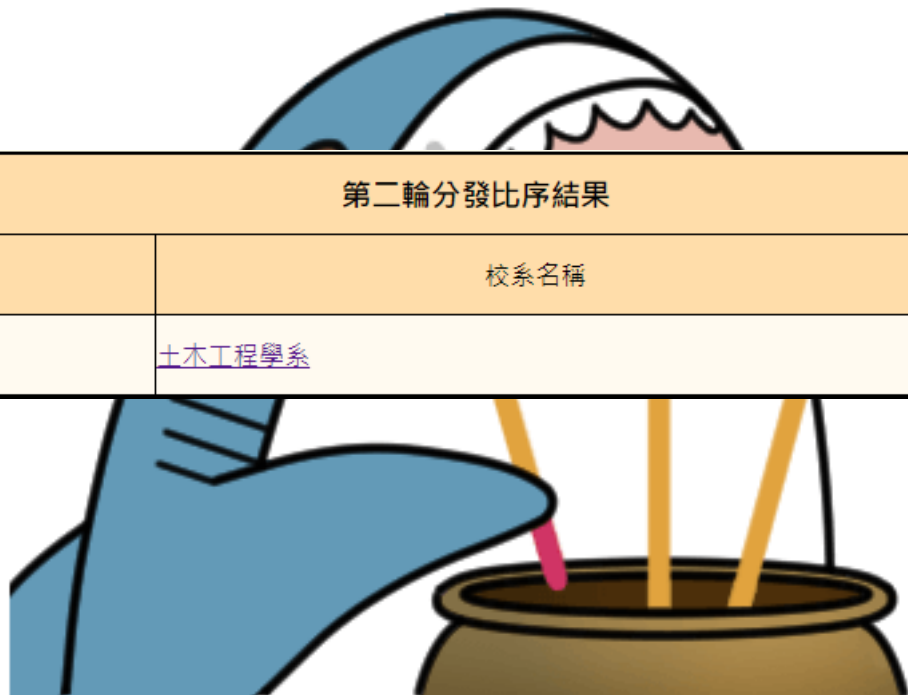 第二輪分發比序結果
校系名稱
土木工程學系